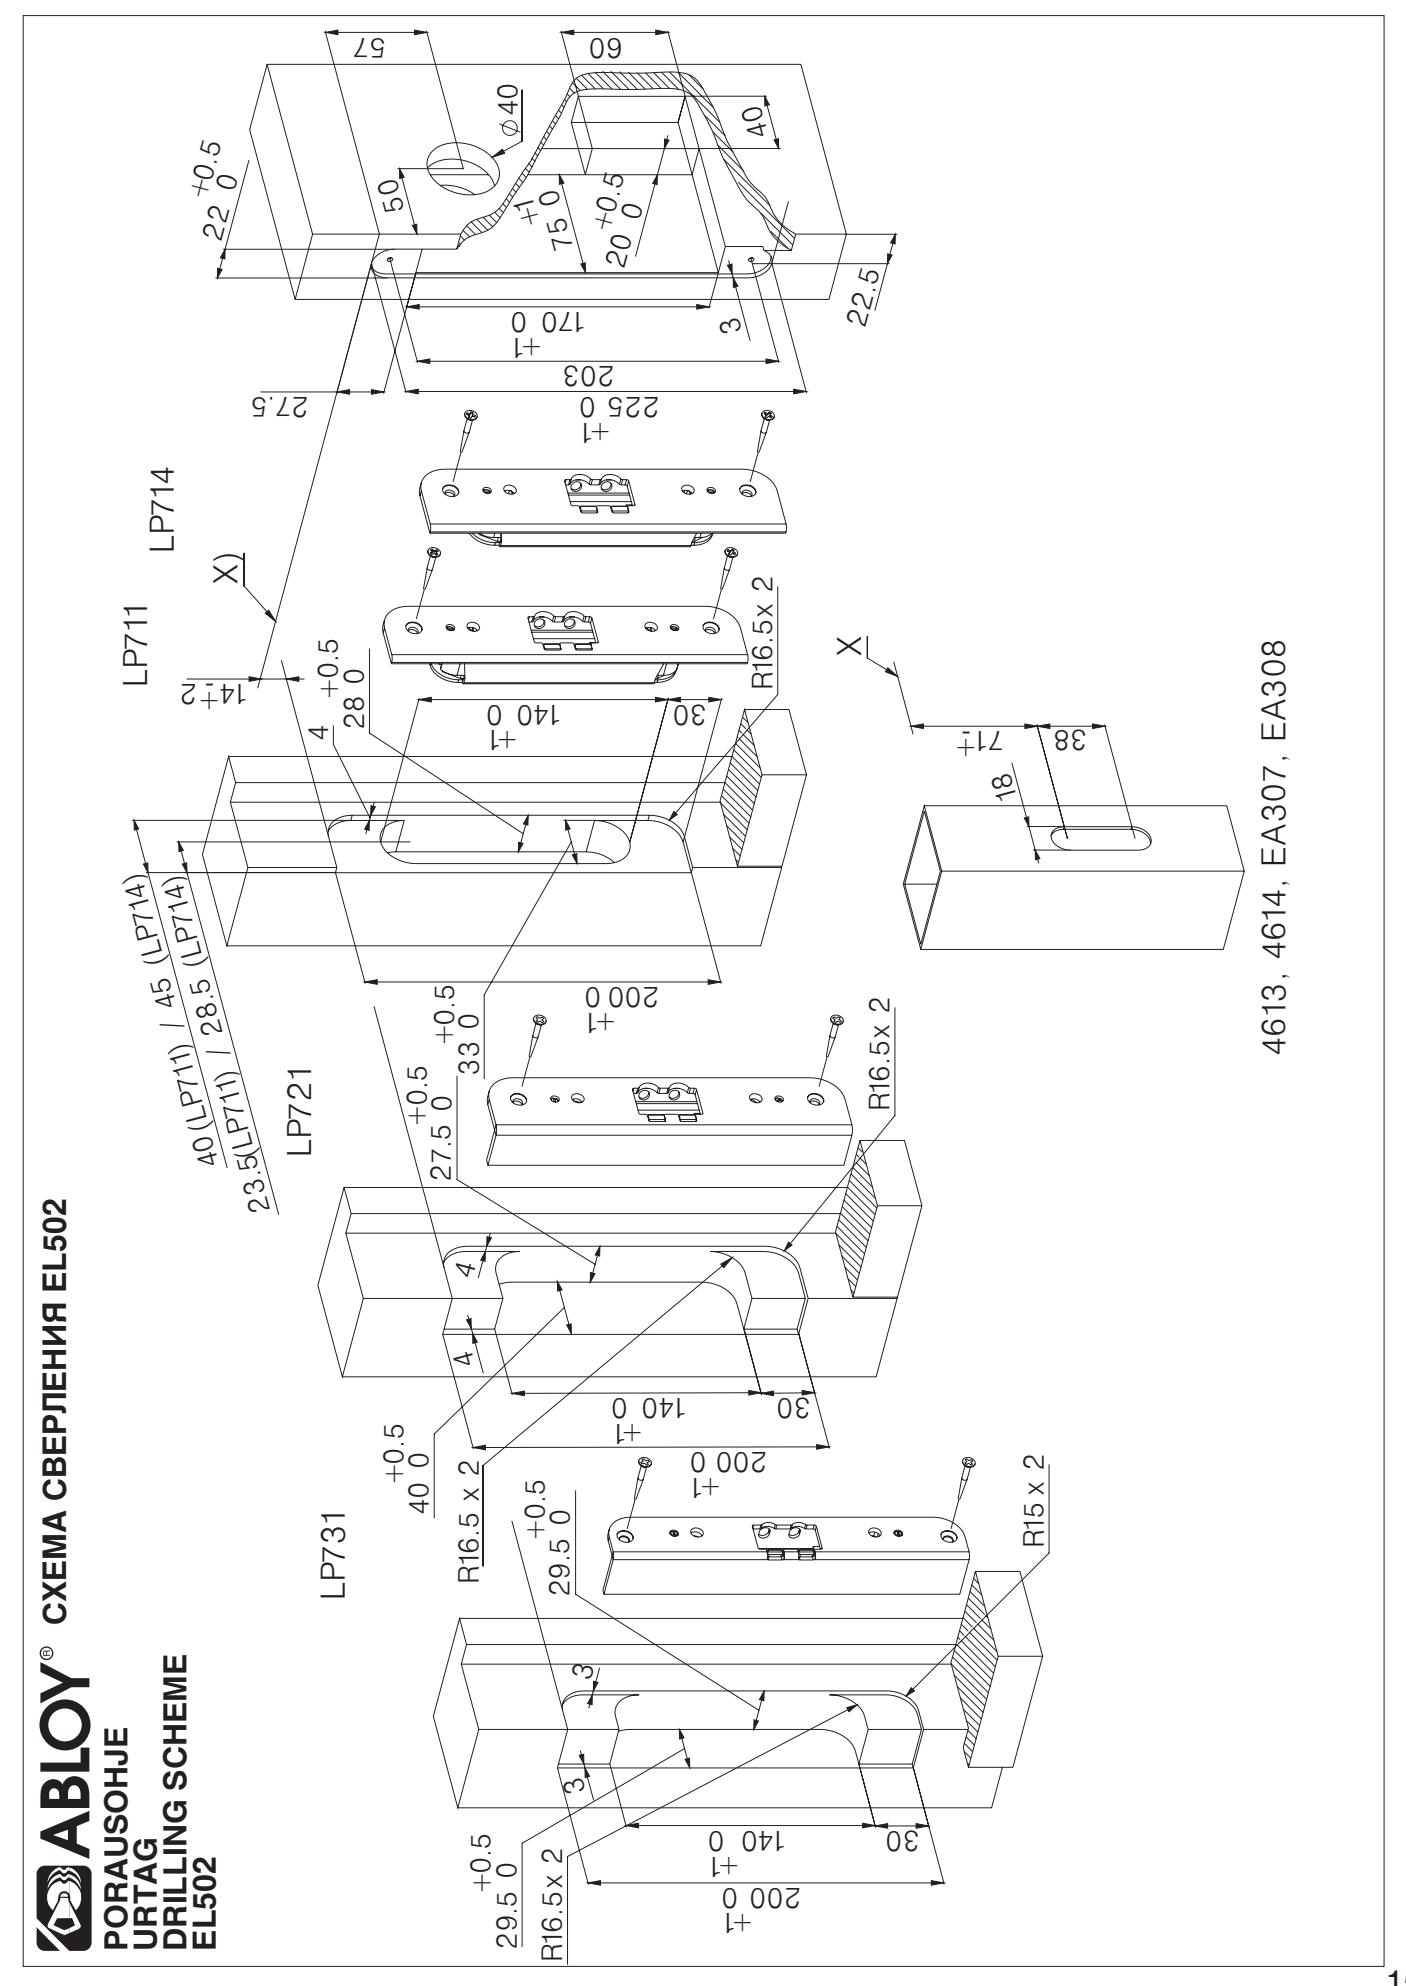 ABLOY® СХЕМА СВЕРЛЕНИЯ EL502
PORAUSOHJE
URTAG
DRILLING SCHEME
EL502
LP731
29.5 +0.5 0
R16.5 x 2
3
3
29.5 +0.5 0
R15 x 2
140 +1 0
30
200 +1 0
LP721
40 +0.5 0
R16.5 x 2
4
4
27.5 +0.5 0
R16.5 x 2
140 +1 0
30
200 +1 0
LP711
LP714
40 (LP711) / 45 (LP714)
23.5 (LP711) / 28.5 (LP714)
33 +0.5 0
4
28 +0.5 0
14±2
X)
140 +1 0
30
R16.5 x 2
200 +1 0
27.5
22 +0.5 0
50
57
ø40
60
40
75 +1 0
20 +0.5 0
3
22.5
170 +1 0
203
225 +1 0
X
71±
38
18
4613, 4614, EA307, EA308